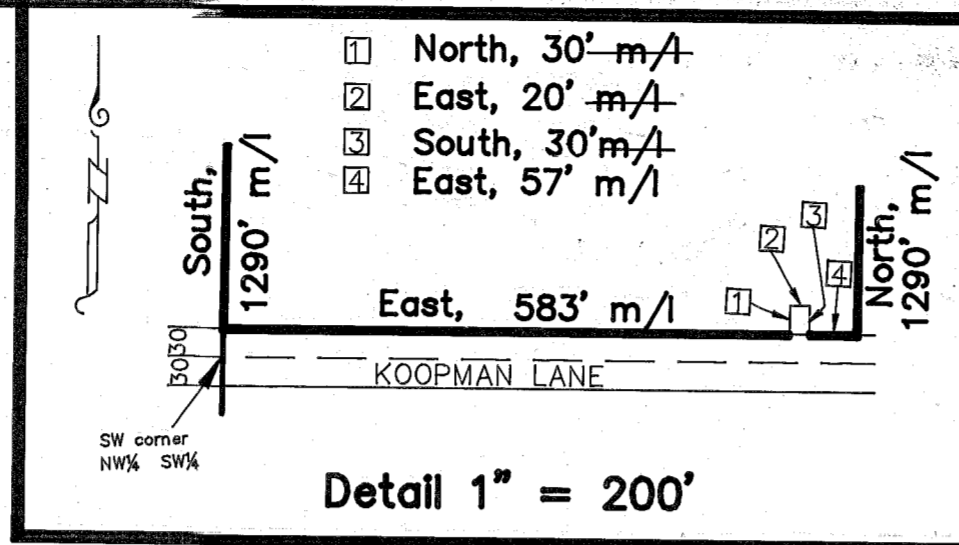 1 North, 30' m/l
2 East, 20' m/l
3 South, 30' m/l
4 East, 57' m/l
South,
1290' m/l
N
East, 583' m/l
1
2
3
4
North,
1290' m/l
30
30
KOOPMAN LANE
SW corner
NW¼ SW¼
Detail 1" = 200'